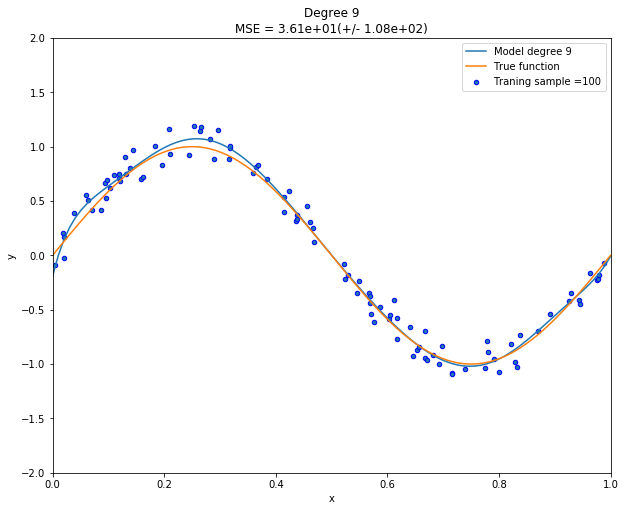 Degree 9
MSE = 3.61e+01(+/- 1.08e+02)
Model degree 9
True function
Traning sample =100
2.0
1.5
1.0
0.5
0.0
−0.5
−1.0
−1.5
−2.0
y
0.0 0.2 0.4 0.6 0.8 1.0
x